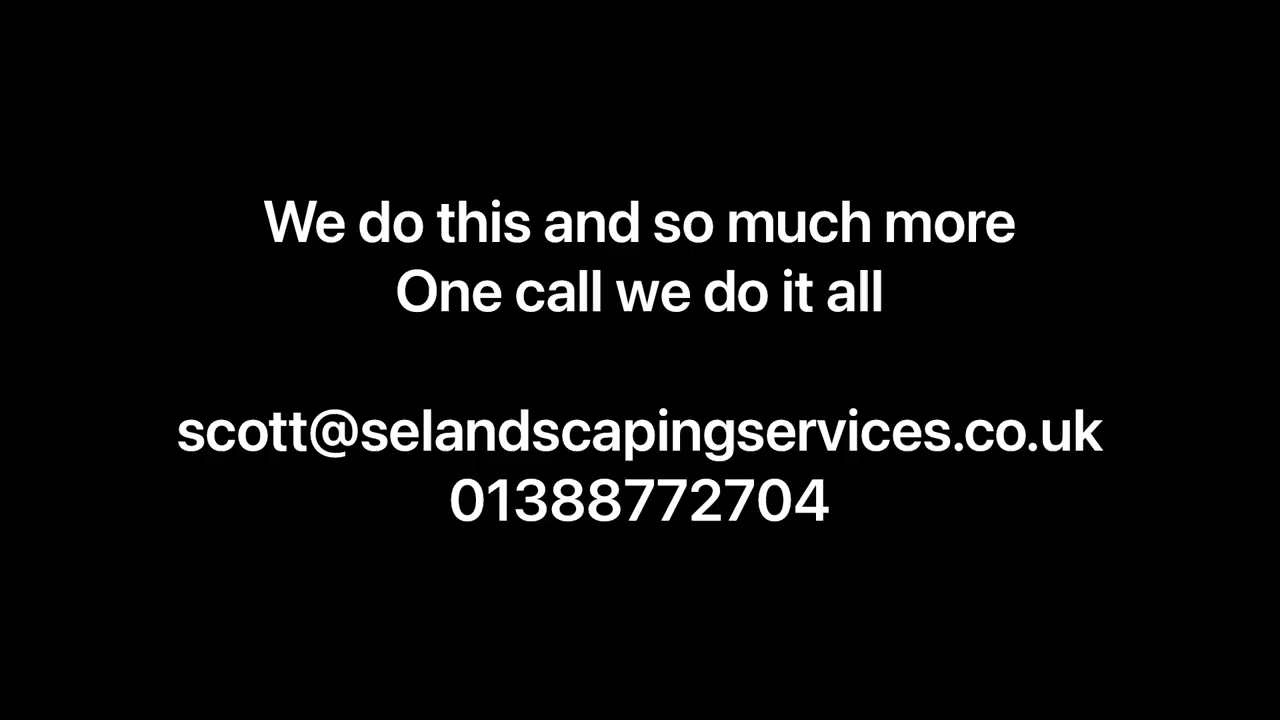 We do this and so much more
One call we do it all
scott@selandscapingservices.co.uk
01388772704